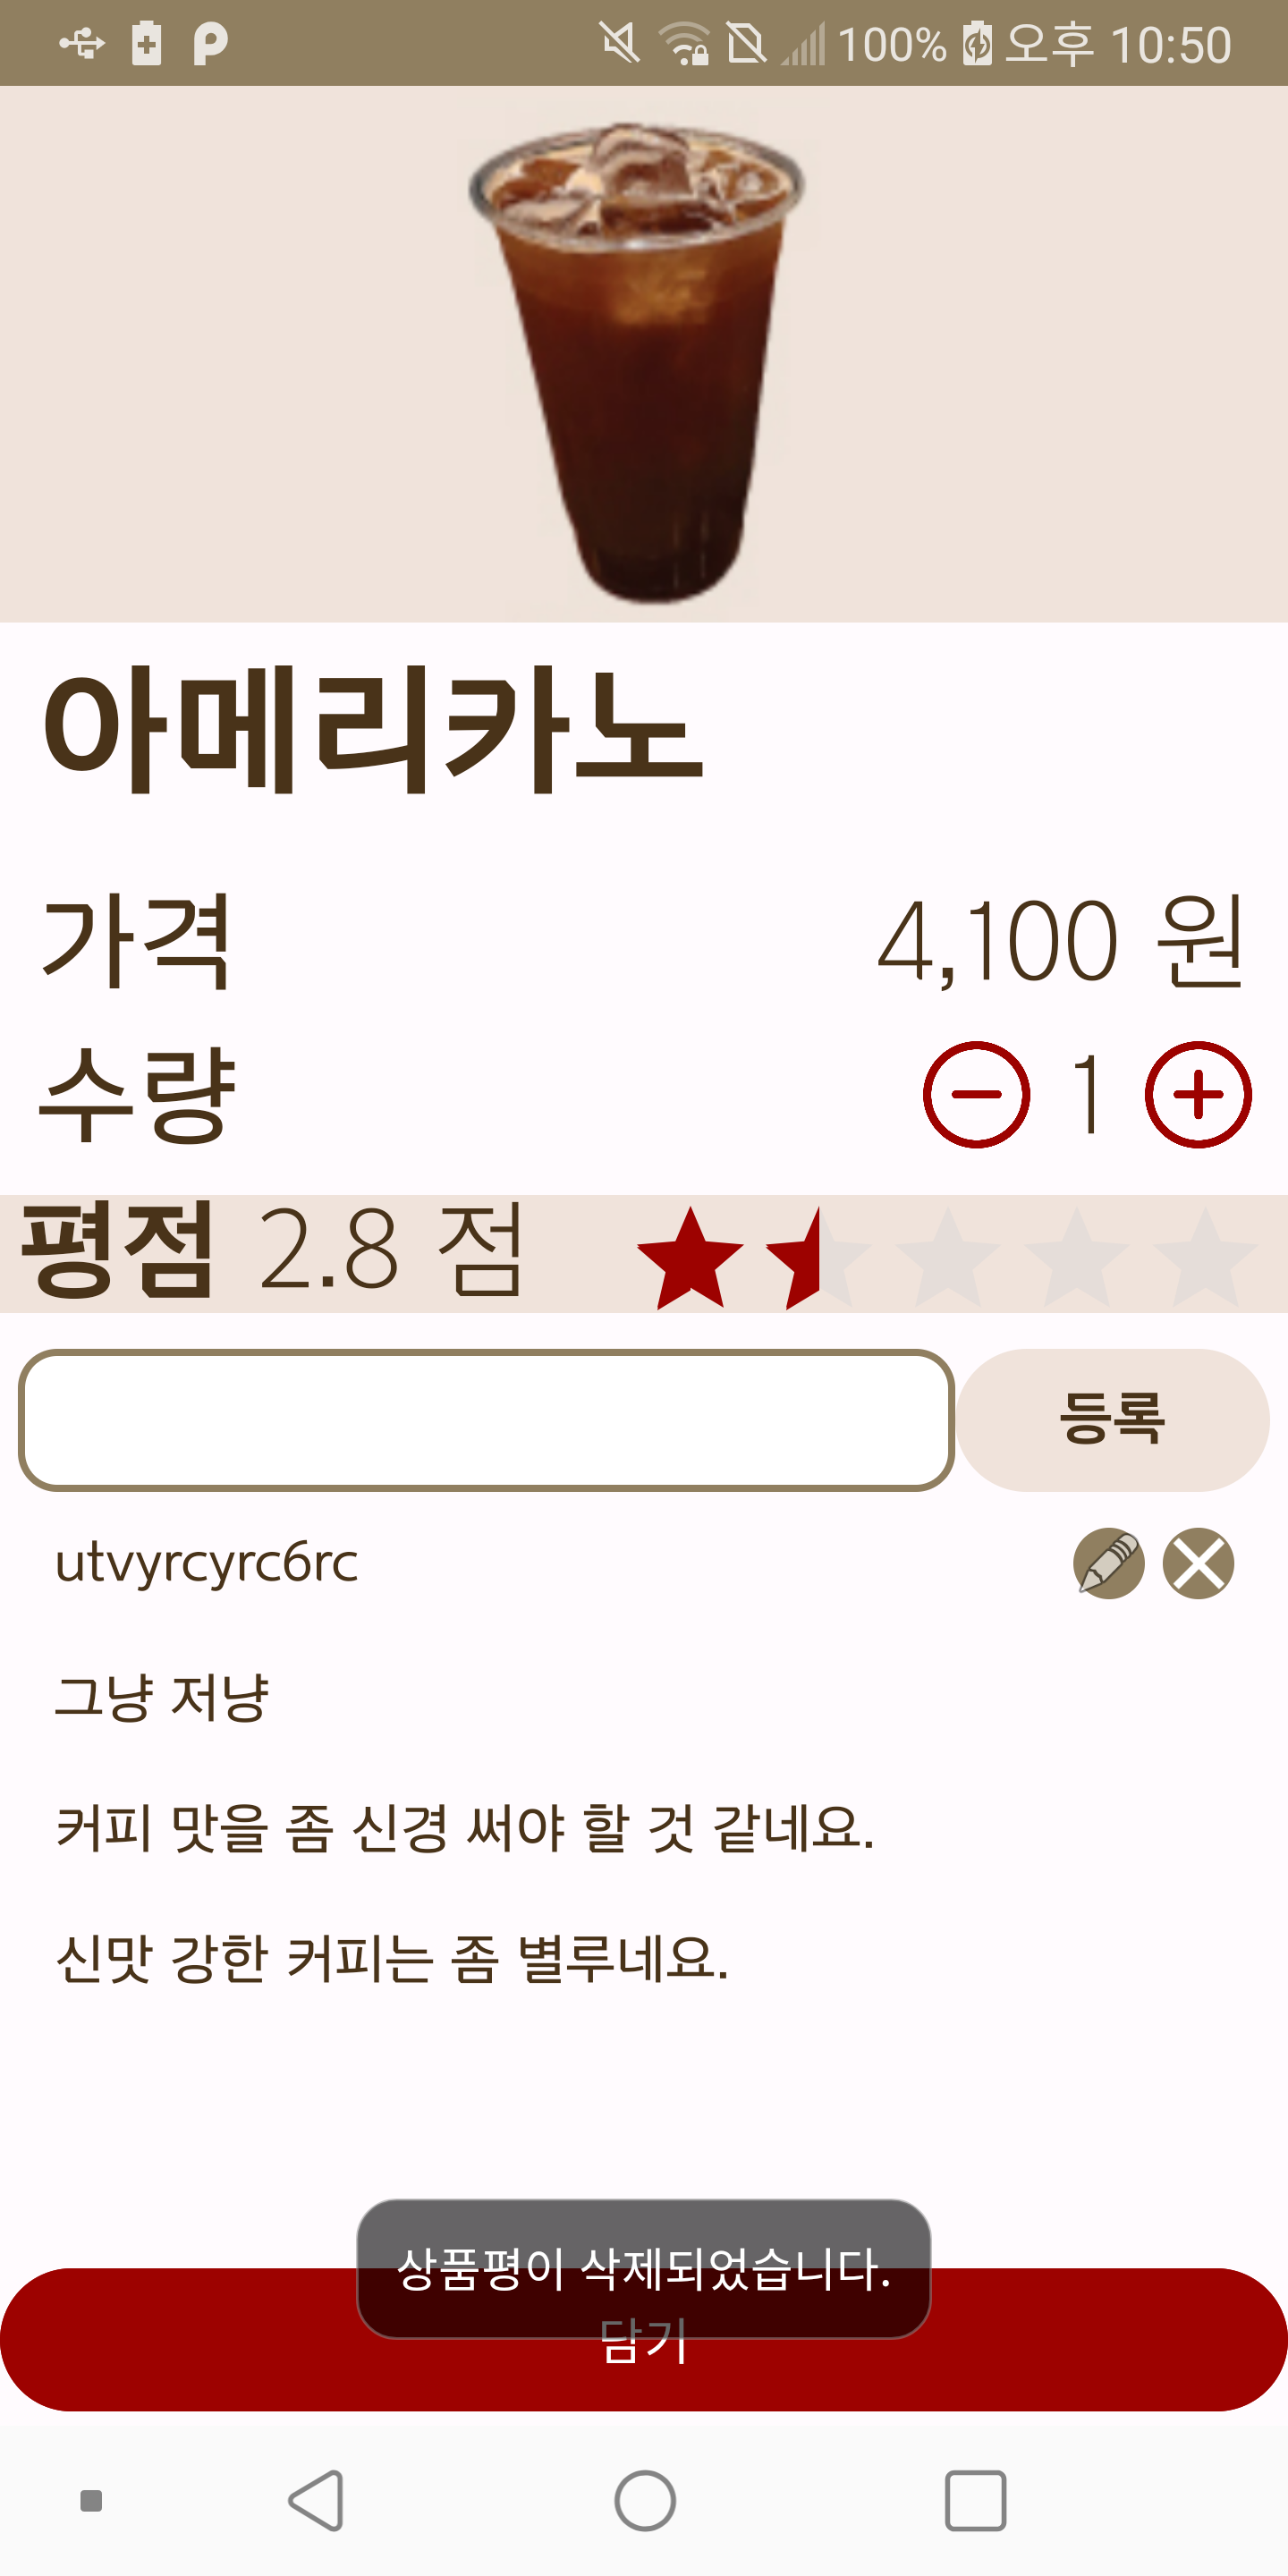 100% 오후 10:50
아메리카노
가격 4,100 원
수량 1
평점 2.8 점
등록
utvyrcyrc6rc
그냥 저냥
커피 맛을 좀 신경 써야 할 것 같네요.
신맛 강한 커피는 좀 별루네요.
상품평이 삭제되었습니다.
담기